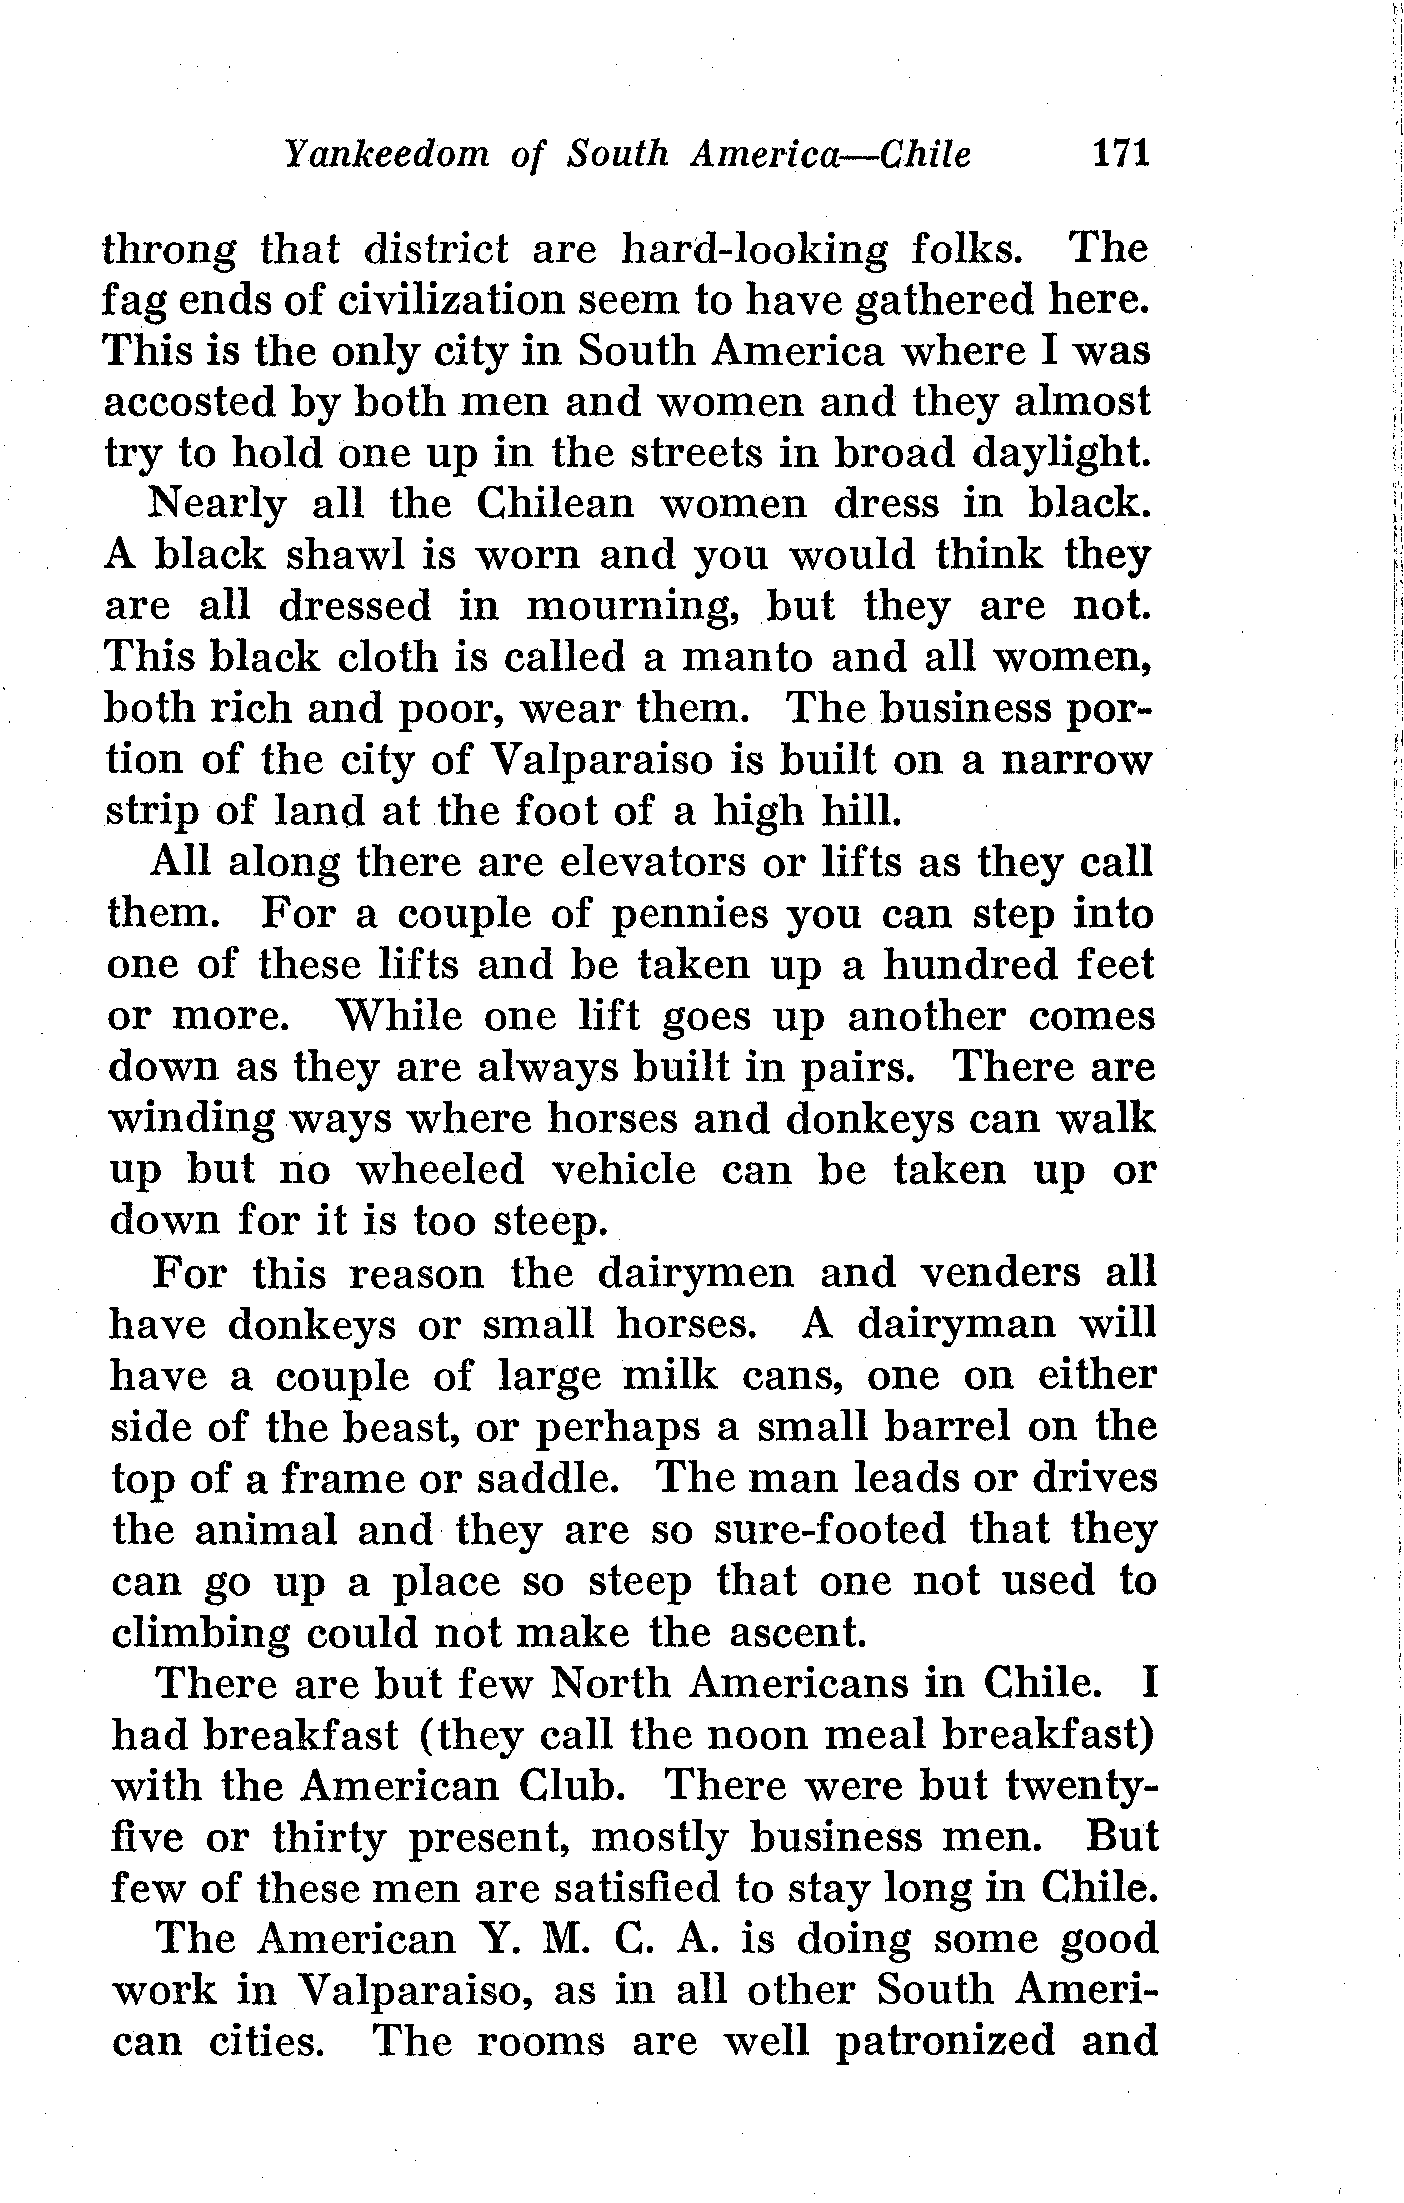 Yankeedom of South America—Chile 171
throng that district are hard-looking folks. The
fag ends of civilization seem to have gathered here.
This is the only city in South America where I was
accosted by both men and women and they almost
try to hold one up in the streets in broad daylight.
Nearly all the Chilean women dress in black.
A black shawl is worn and you would think they
are all dressed in mourning, but they are not.
This black cloth is called a manto and all women,
both rich and poor, wear them. The business por-
tion of the city of Valparaiso is built on a narrow
strip of land at the foot of a high hill.
All along there are elevators or lifts as they call
them. For a couple of pennies you can step into
one of these lifts and be taken up a hundred feet
or more. While one lift goes up another comes
down as they are always built in pairs. There are
winding ways where horses and donkeys can walk
up but no wheeled vehicle can be taken up or
down for it is too steep.
For this reason the dairymen and venders all
have donkeys or small horses. A dairyman will
have a couple of large milk cans, one on either
side of the beast, or perhaps a small barrel on the
top of a frame or saddle. The man leads or drives
the animal and they are so sure-footed that they
can go up a place so steep that one not used to
climbing could not make the ascent.
There are but few North Americans in Chile. I
had breakfast (they call the noon meal breakfast)
with the American Club. There were but twenty-
five or thirty present, mostly business men. But
few of these men are satisfied to stay long in Chile.
The American Y. M. C. A. is doing some good
work in Valparaiso, as in all other South Ameri-
can cities. The rooms are well patronized and